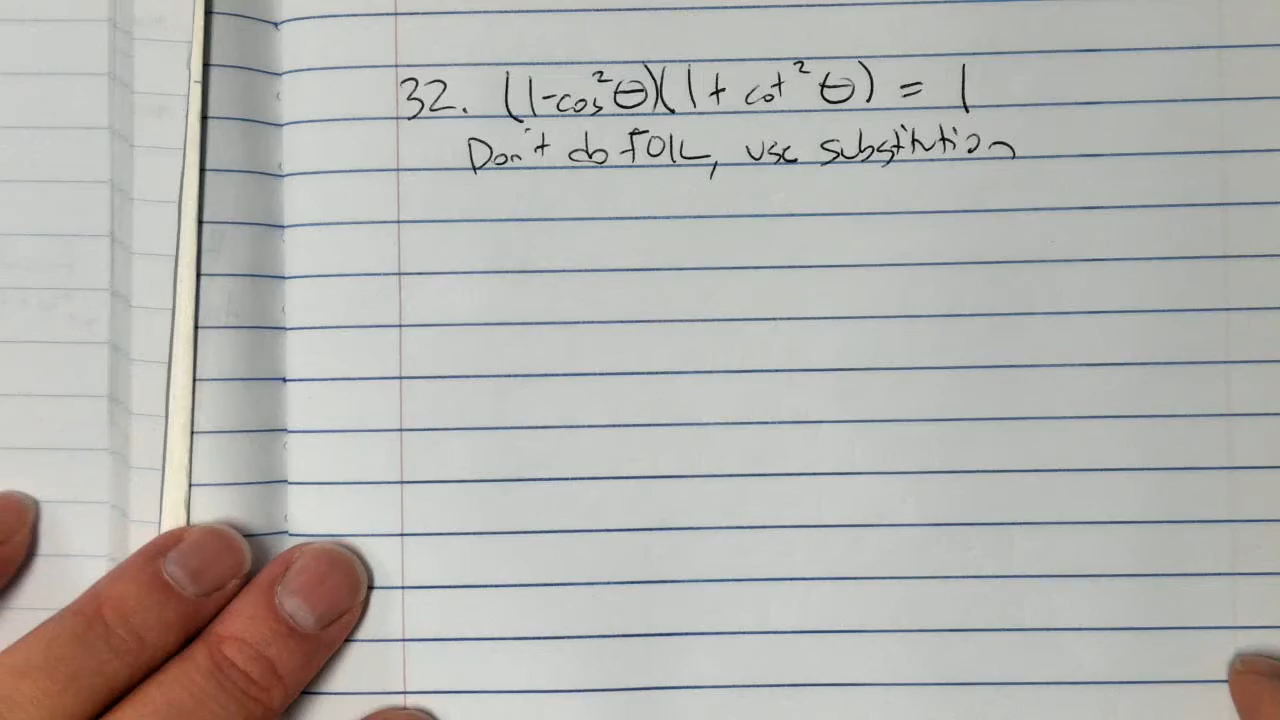 32. (1-cos²θ)(1+ cot²θ) = 1
Don't do FOIL, use substitution